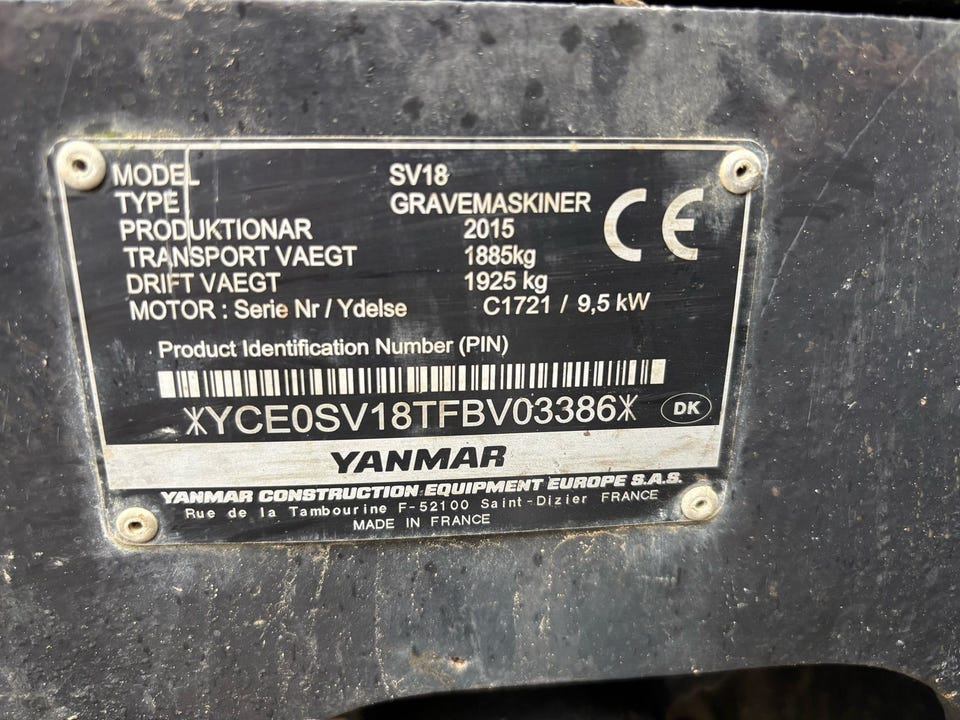 MODEL SV18
TYPE GRAVEMASKINER
PRODUKTIONAR 2015
TRANSPORT VAEGT 1885kg
DRIFT VAEGT 1925 kg
MOTOR : Serie Nr / Ydelse C1721 / 9,5 kW
CE
Product Identification Number (PIN)
*YCE0SV18TFBV03386*
DK
YANMAR
YANMAR CONSTRUCTION EQUIPMENT EUROPE S.A.S.
Rue de la Tambourine F-52100 Saint-Dizier FRANCE
MADE IN FRANCE